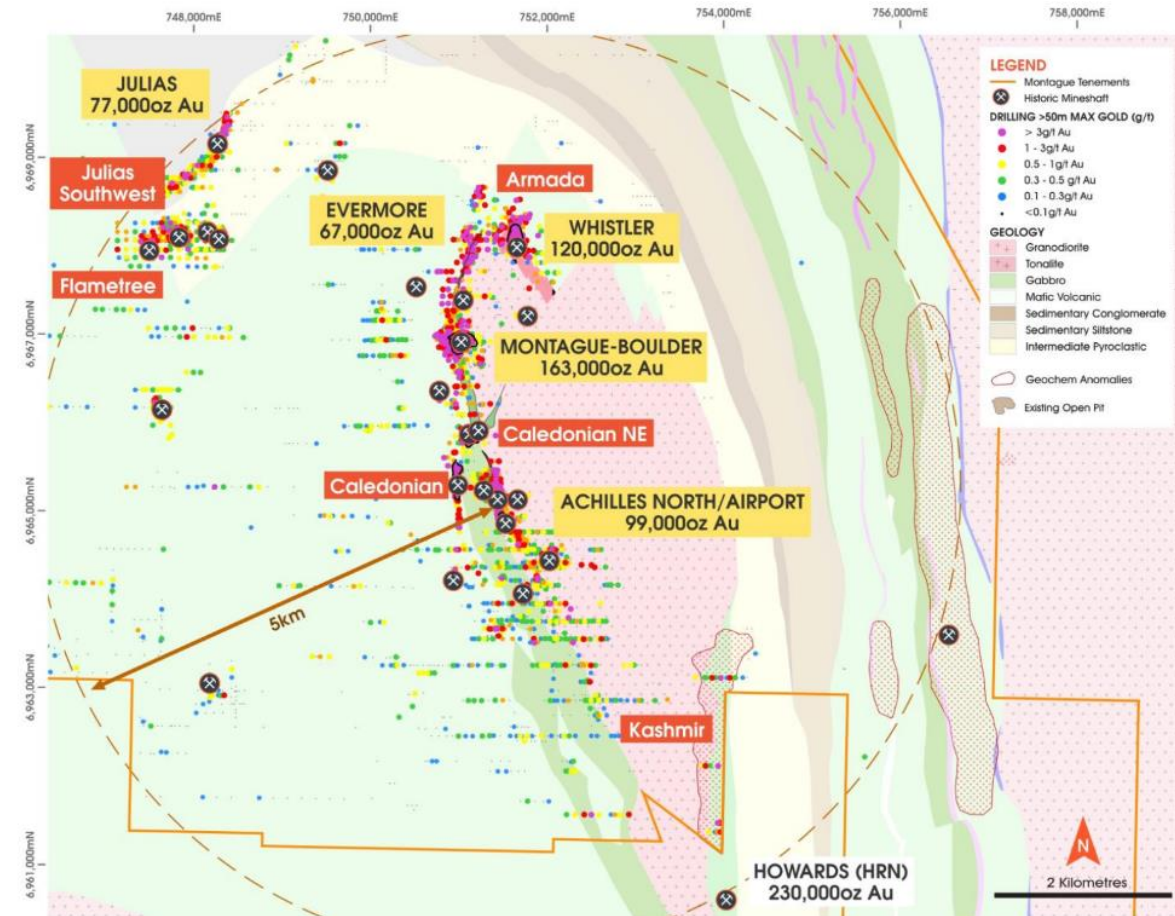 748,000mE
750,000mE
752,000mE
754,000mE
756,000mE
758,000mE
6,969,000mN
6,967,000mN
6,965,000mN
6,963,000mN
6,961,000mN
JULIAS
77,000oz Au
Julias
Southwest
Flametree
EVERMORE
67,000oz Au
Armada
WHISTLER
120,000oz Au
MONTAGUE-BOULDER
163,000oz Au
Caledonian NE
Caledonian
ACHILLES NORTH/AIRPORT
99,000oz Au
5km
Kashmir
HOWARDS (HRN)
230,000oz Au
LEGEND
Montague Tenements
Historic Mineshaft
DRILLING >50m MAX GOLD (g/t)
> 3g/t Au
1 - 3g/t Au
0.5 - 1g/t Au
0.3 - 0.5 g/t Au
0.1 - 0.3g/t Au
<0.1g/t Au
GEOLOGY
Granodiorite
Tonalite
Gabbro
Mafic Volcanic
Sedimentary Conglomerate
Sedimentary Siltstone
Intermediate Pyroclastic
Geochem Anomalies
Existing Open Pit
N
2 Kilometres